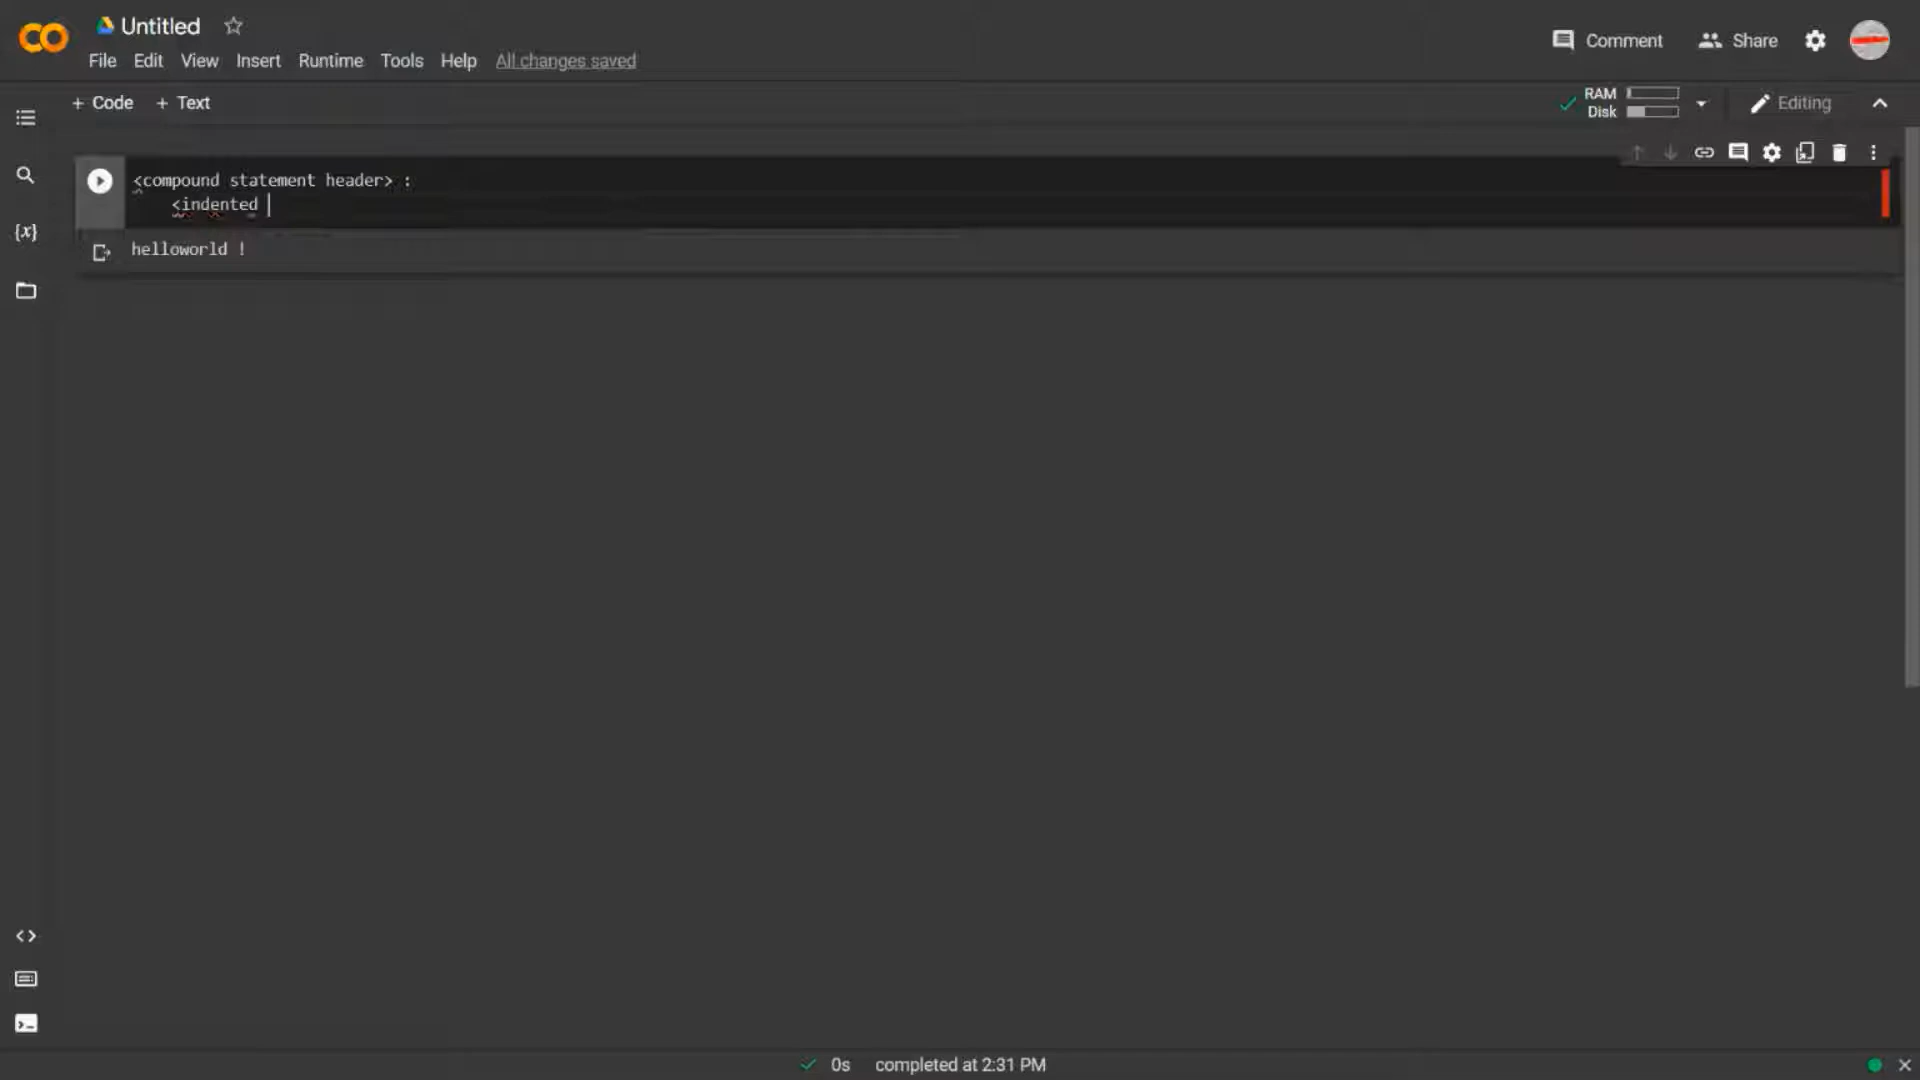 Untitled
File Edit View Insert Runtime Tools Help All changes saved
Comment Share
+ Code + Text
RAM
Disk
Editing
<compound statement header> :
<indented
helloworld !
{x}
0s completed at 2:31 PM